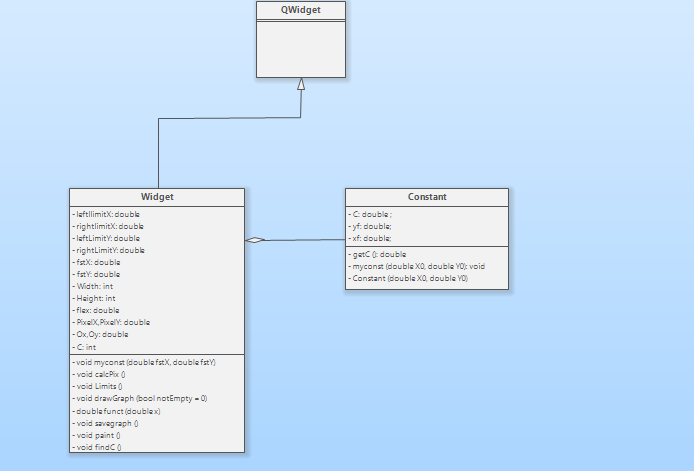 QWidget
Widget
- leftlimitX: double
- rightlimitX: double
- leftLimitY: double
- rightLimitY: double
- fstX: double
- fstY: double
- Width: int
- Height: int
- flex: double
- PixelX,PixelY: double
- Ox,Oy: double
- C: int
- void myconst (double fstX, double fstY)
- void calcPix ()
- void Limits ()
- void drawGraph (bool notEmpty = 0)
- double funct (double x)
- void savegraph ()
- void paint ()
- void findC ()
Constant
- C: double ;
- yf: double;
- xf: double;
- getC (): double
- myconst (double X0, double Y0): void
- Constant (double X0, double Y0)